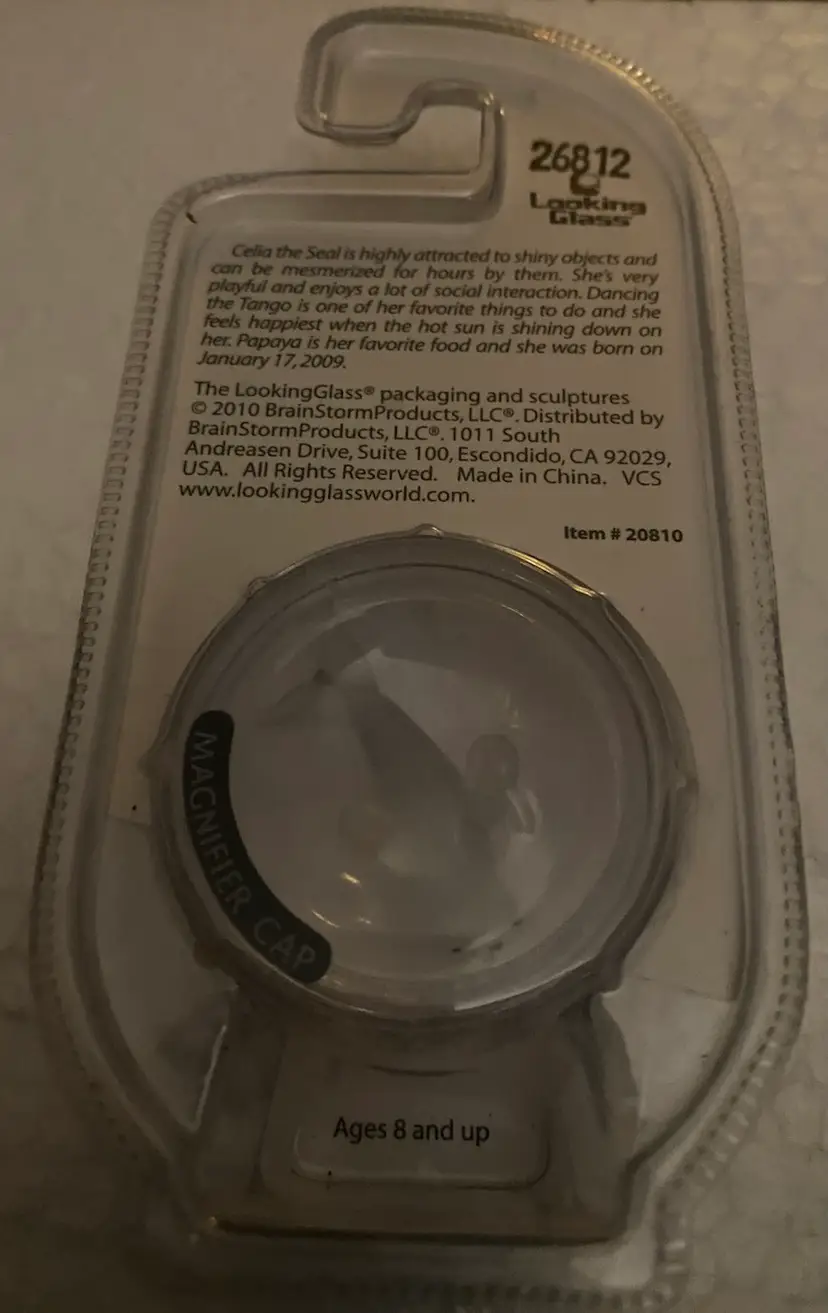 26812
Looking
Glass
Celia the Seal is highly attracted to shiny objects and
can be mesmerized for hours by them. She's very
playful and enjoys a lot of social interaction. Dancing
the Tango is one of her favorite things to do and she
feels happiest when the hot sun is shining down on
her. Papaya is her favorite food and she was born on
January 17, 2009.
The LookingGlass® packaging and sculptures
© 2010 BrainStormProducts, LLC®. Distributed by
BrainStormProducts, LLC®. 1011 South
Andreasen Drive, Suite 100, Escondido, CA 92029,
USA. All Rights Reserved. Made in China. VCS
www.lookingglassworld.com.
Item # 20810
MAGNIFIER CAP
Ages 8 and up